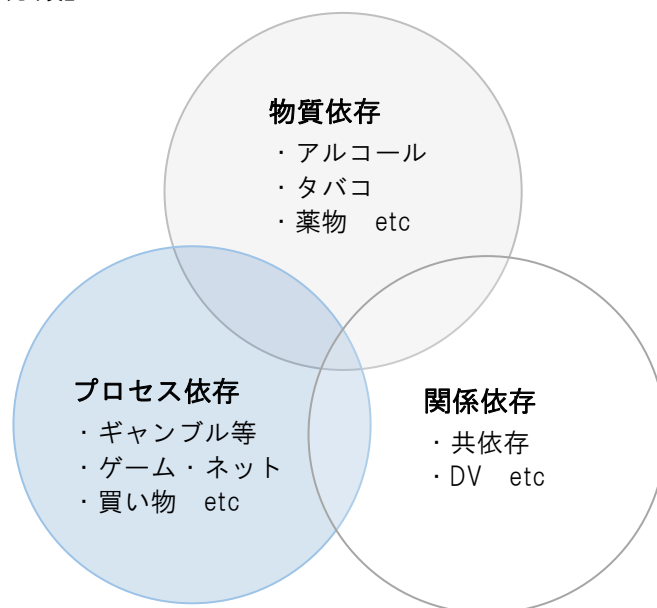 物質依存
・アルコール
・タバコ
・薬物　etc
プロセス依存
・ギャンブル等
・ゲーム・ネット
・買い物　etc
関係依存
・共依存
・DV　etc